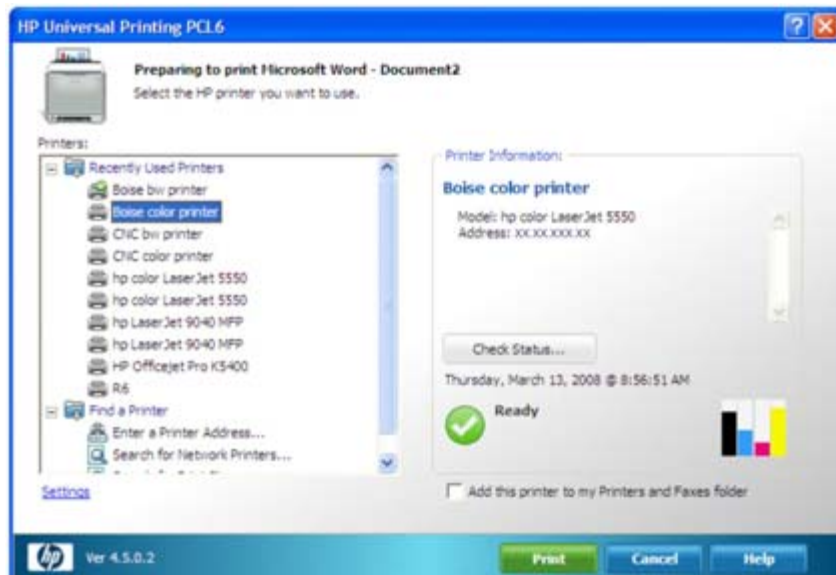 HP Universal Printing PCL6
Preparing to print Microsoft Word - Document2
Select the HP printer you want to use.
Printers:
Recently Used Printers
Boise bw printer
Boise color printer
CNC bw printer
CNC color printer
hp color LaserJet 5550
hp color LaserJet 5550
hp LaserJet 9040 MFP
hp LaserJet 9040 MFP
HP Officejet Pro K5400
R6
Find a Printer
Enter a Printer Address...
Search for Network Printers...
Settings
Printer Information:
Boise color printer
Model: hp color LaserJet 5550
Address: XX.XX.XXX.XX
Check Status...
Thursday, March 13, 2008 @ 8:56:51 AM
Ready
Add this printer to my Printers and Faxes folder
hp Ver 4.5.0.2
Print Cancel Help